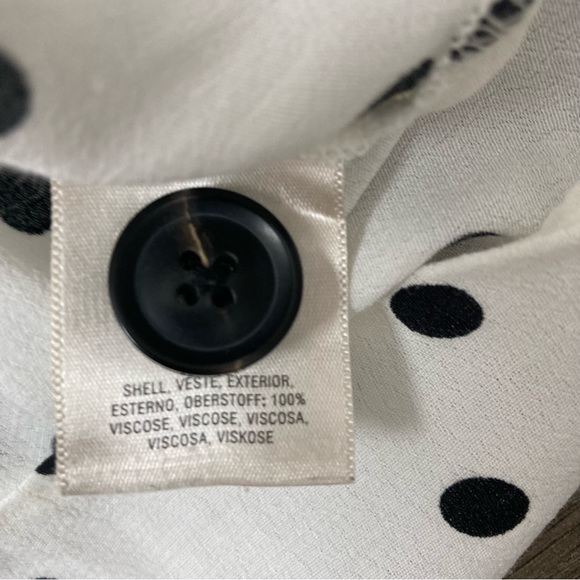 SHELL, VESTE, EXTERIOR,
ESTERNO, OBERSTOFF: 100%
VISCOSE, VISCOSE, VISCOSA,
VISCOSA, VISKOSE